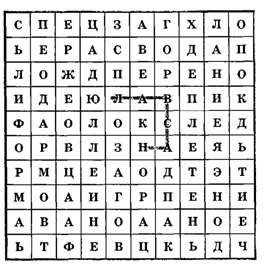 С П Е Ц З А Г Х Л О
Ь Е Р А С В О Д А П
Л О Ж Д П Е Р Е Н О
И Д Е Ю Л А В П И К
Ф А О Л О К С Л Е Д
О Р В Л З Н А Е Я Ь
Р М Ц Е А О Д Т Э Т
М О А И Г Р П Е Н И
А В А Н О А А Н О Е
Ь Т Ф Е В Ц К Ь Д Ч